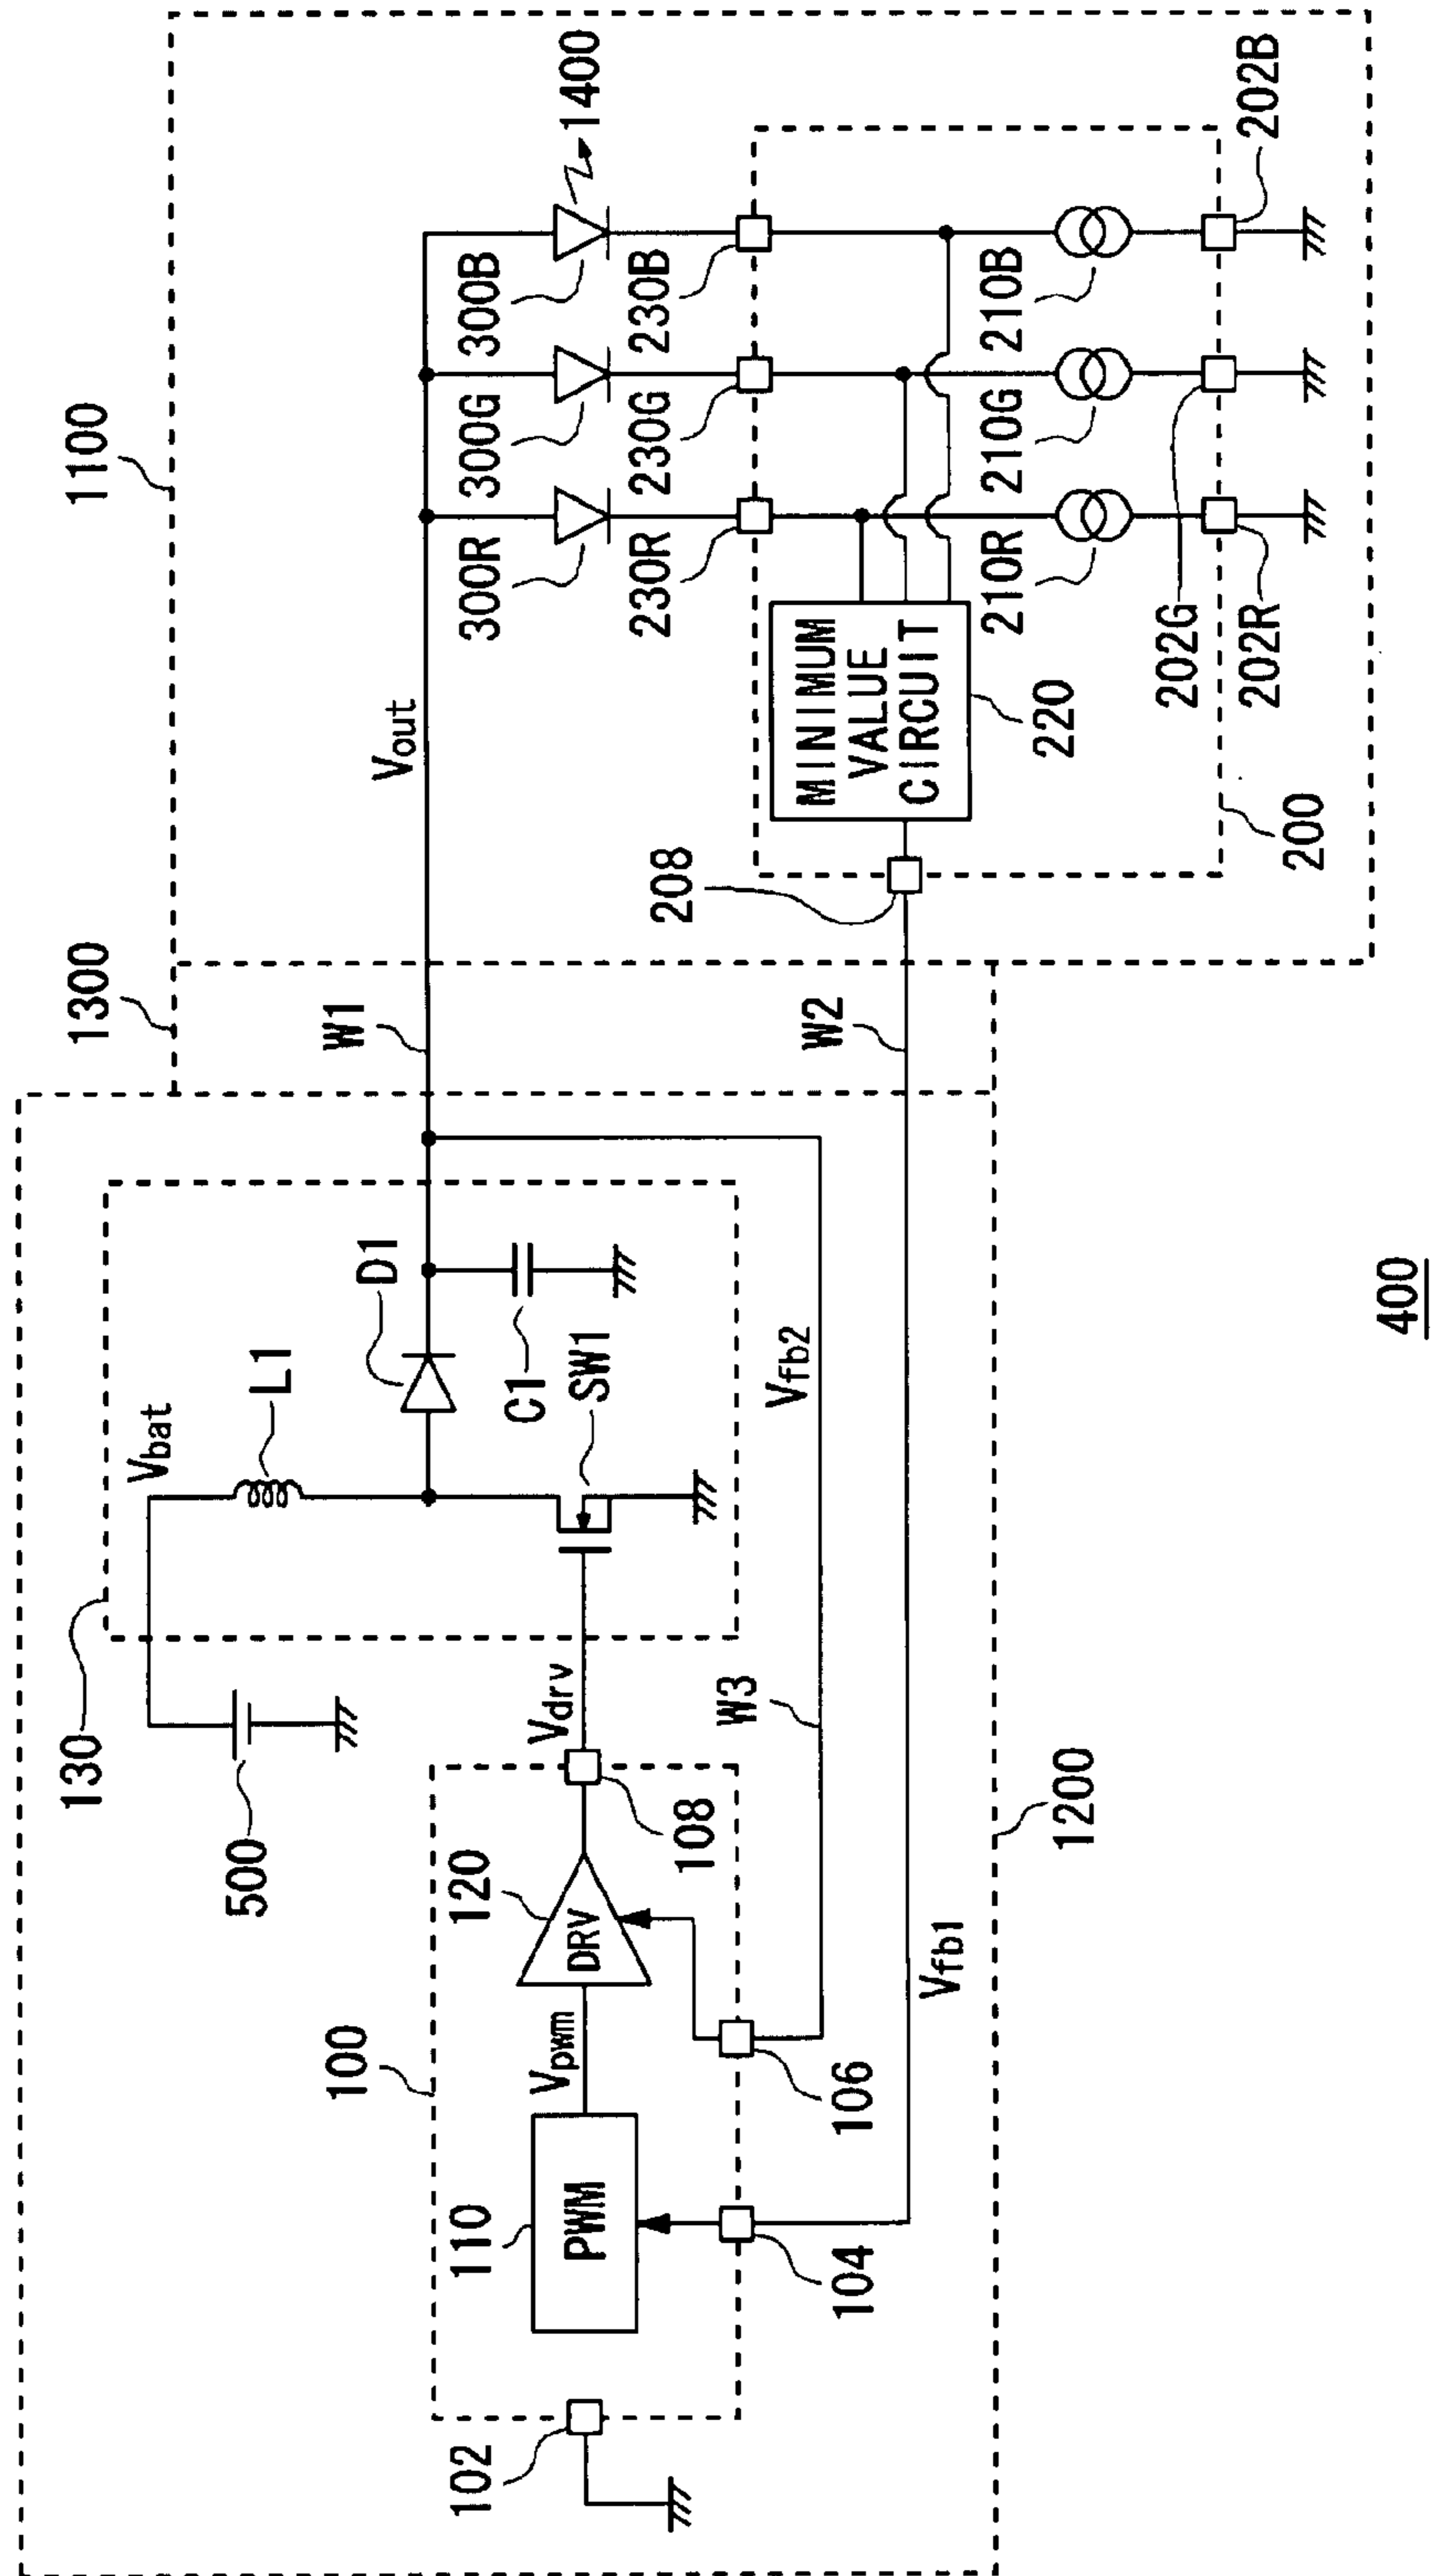 1300
1100
W1
Vout
1400
300R
300G
300B
230R
230G
230B
MINIMUM
VALUE
CIRCUIT
208
220
210R
210G
210B
W2
202G
202R
202B
200
130
Vbat
L1
D1
C1
SW1
500
Vdrv
100
120
DRV
108
110
PWM
Vpwm
W3
Vfb2
102
104
106
Vfb1
1200
400